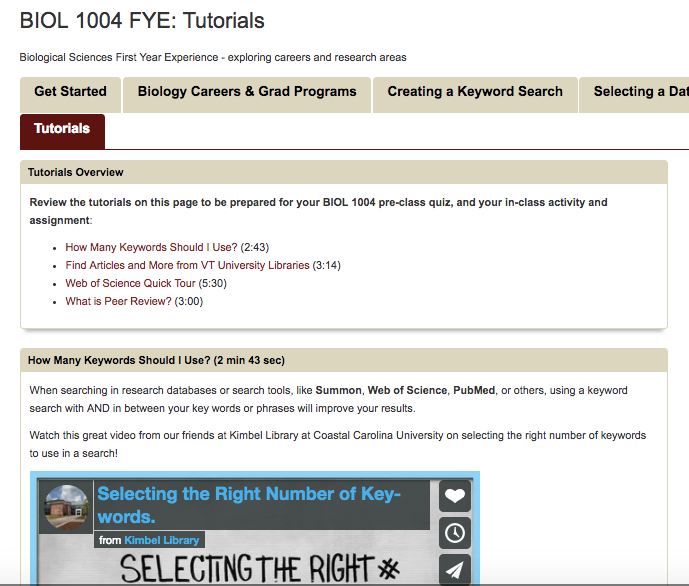 BIOL 1004 FYE: Tutorials
Biological Sciences First Year Experience - exploring careers and research areas
Get Started
Biology Careers & Grad Programs
Creating a Keyword Search
Selecting a Dat
Tutorials
Tutorials Overview
Review the tutorials on this page to be prepared for your BIOL 1004 pre-class quiz, and your in-class activity and
assignment:
• How Many Keywords Should I Use? (2:43)
• Find Articles and More from VT University Libraries (3:14)
• Web of Science Quick Tour (5:30)
• What is Peer Review? (3:00)
How Many Keywords Should I Use? (2 min 43 sec)
When searching in research databases or search tools, like Summon, Web of Science, PubMed, or others, using a keyword
search with AND in between your key words or phrases will improve your results.
Watch this great video from our friends at Kimbel Library at Coastal Carolina University on selecting the right number of keywords
to use in a search!
Selecting the Right Number of Key-
words.
from Kimbel Library
SELECTING THE RIGHT #